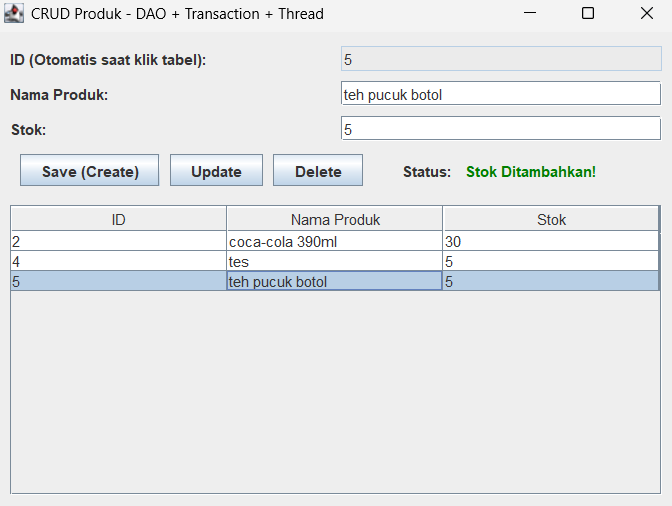 CRUD Produk - DAO + Transaction + Thread
ID (Otomatis saat klik tabel): 5
Nama Produk: teh pucuk botol
Stok: 5
Save (Create) Update Delete Status: Stok Ditambahkan!
ID Nama Produk Stok
2 coca-cola 390ml 30
4 tes 5
5 teh pucuk botol 5